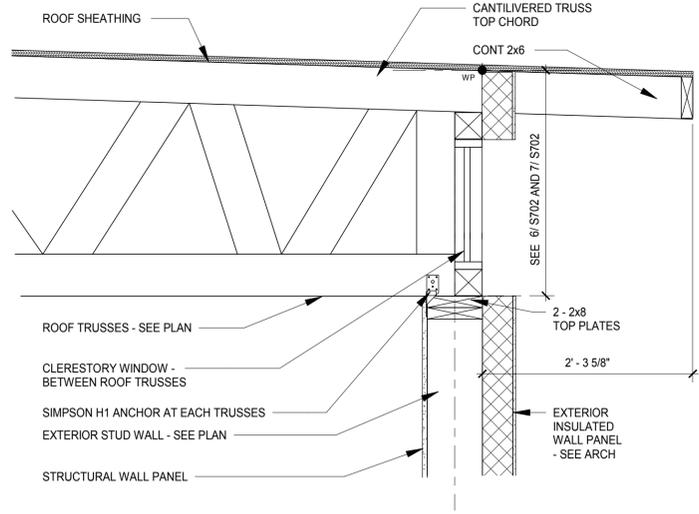 ROOF SHEATHING
CANTILIVERED TRUSS
TOP CHORD
CONT 2x6
WP
SEE 6/ S702 AND 7/ S702
ROOF TRUSSES - SEE PLAN
2 - 2x8
TOP PLATES
CLERESTORY WINDOW -
BETWEEN ROOF TRUSSES
2' - 3 5/8"
SIMPSON H1 ANCHOR AT EACH TRUSSES
EXTERIOR STUD WALL - SEE PLAN
EXTERIOR
INSULATED
WALL PANEL
- SEE ARCH
STRUCTURAL WALL PANEL